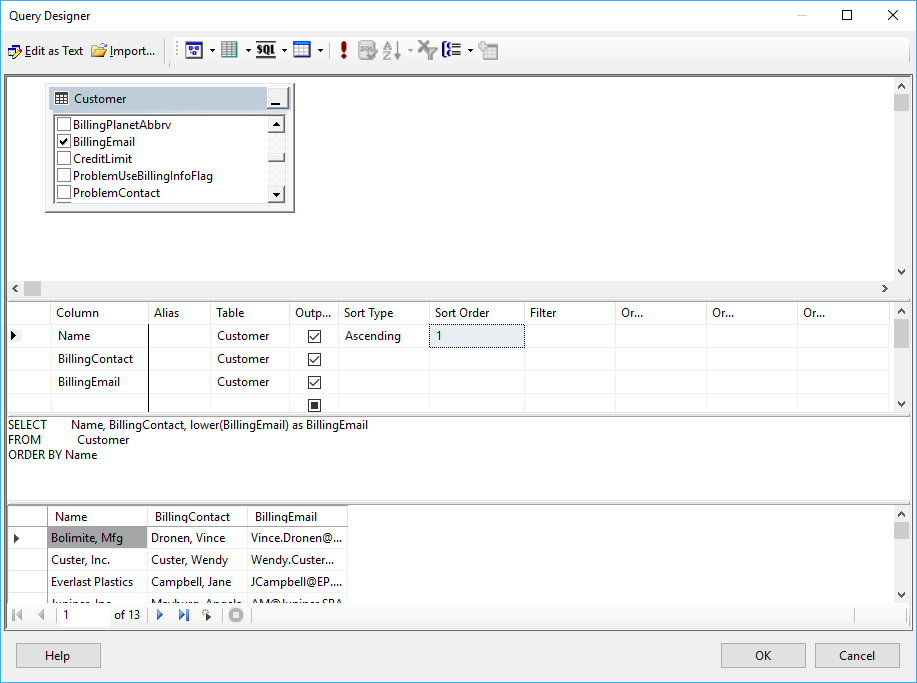 Query Designer
Edit as Text Import... SQL
Customer
BillingPlanetAbbrv
BillingEmail
CreditLimit
ProblemUseBillingInfoFlag
ProblemContact
Column Alias Table Outp... Sort Type Sort Order Filter Or... Or... Or...
Name Customer Ascending 1
BillingContact Customer
BillingEmail Customer
SELECT Name, BillingContact, lower(BillingEmail) as BillingEmail
FROM Customer
ORDER BY Name
Name BillingContact BillingEmail
Bolimite, Mfg Dronen, Vince Vince.Dronen@...
Custer, Inc. Custer, Wendy Wendy.Custer...
Everlast Plastics Campbell, Jane JCampbell@EP....
1 of 13
Help OK Cancel